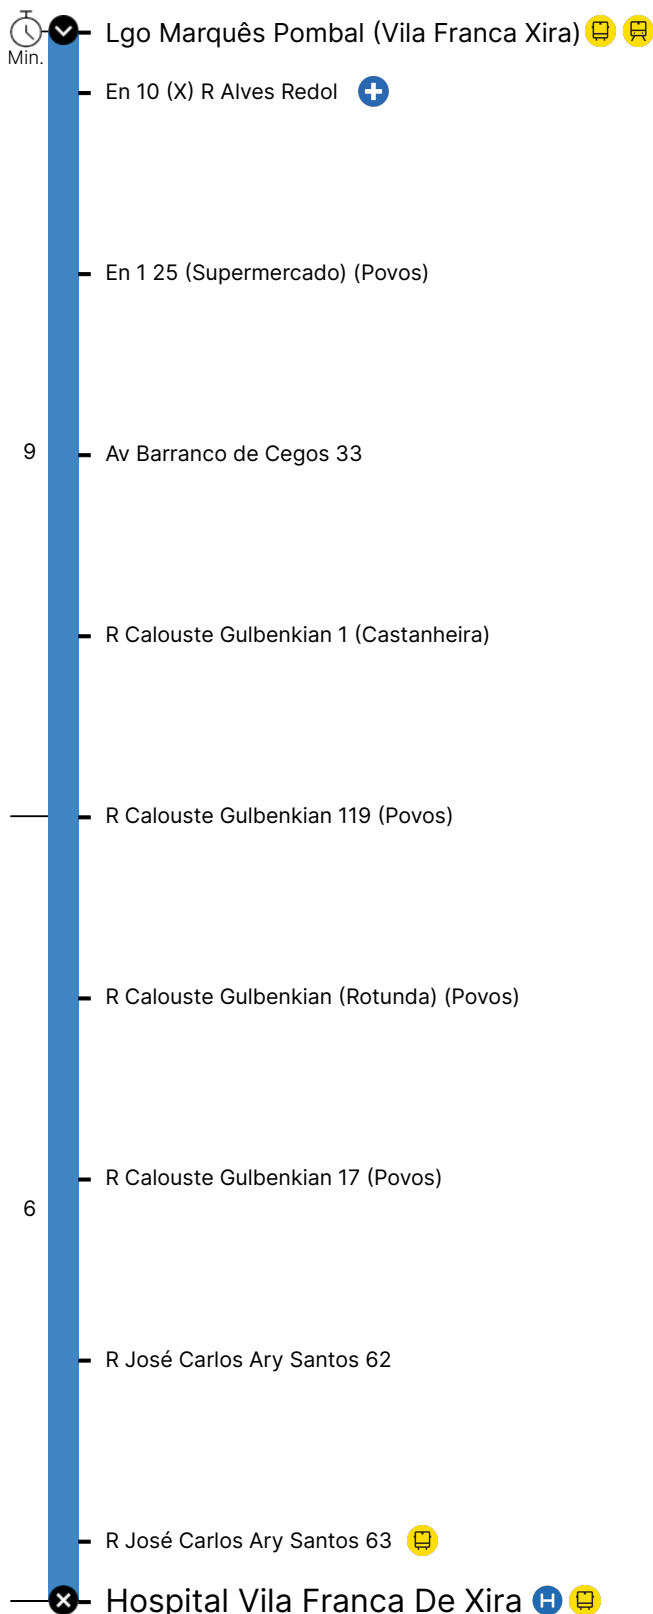 Lgo Marquês Pombal (Vila Franca Xira)
Min.
En 10 (X) R Alves Redol
En 1 25 (Supermercado) (Povos)
9
Av Barranco de Cegos 33
R Calouste Gulbenkian 1 (Castanheira)
R Calouste Gulbenkian 119 (Povos)
R Calouste Gulbenkian (Rotunda) (Povos)
R Calouste Gulbenkian 17 (Povos)
6
R José Carlos Ary Santos 62
R José Carlos Ary Santos 63
Hospital Vila Franca De Xira H